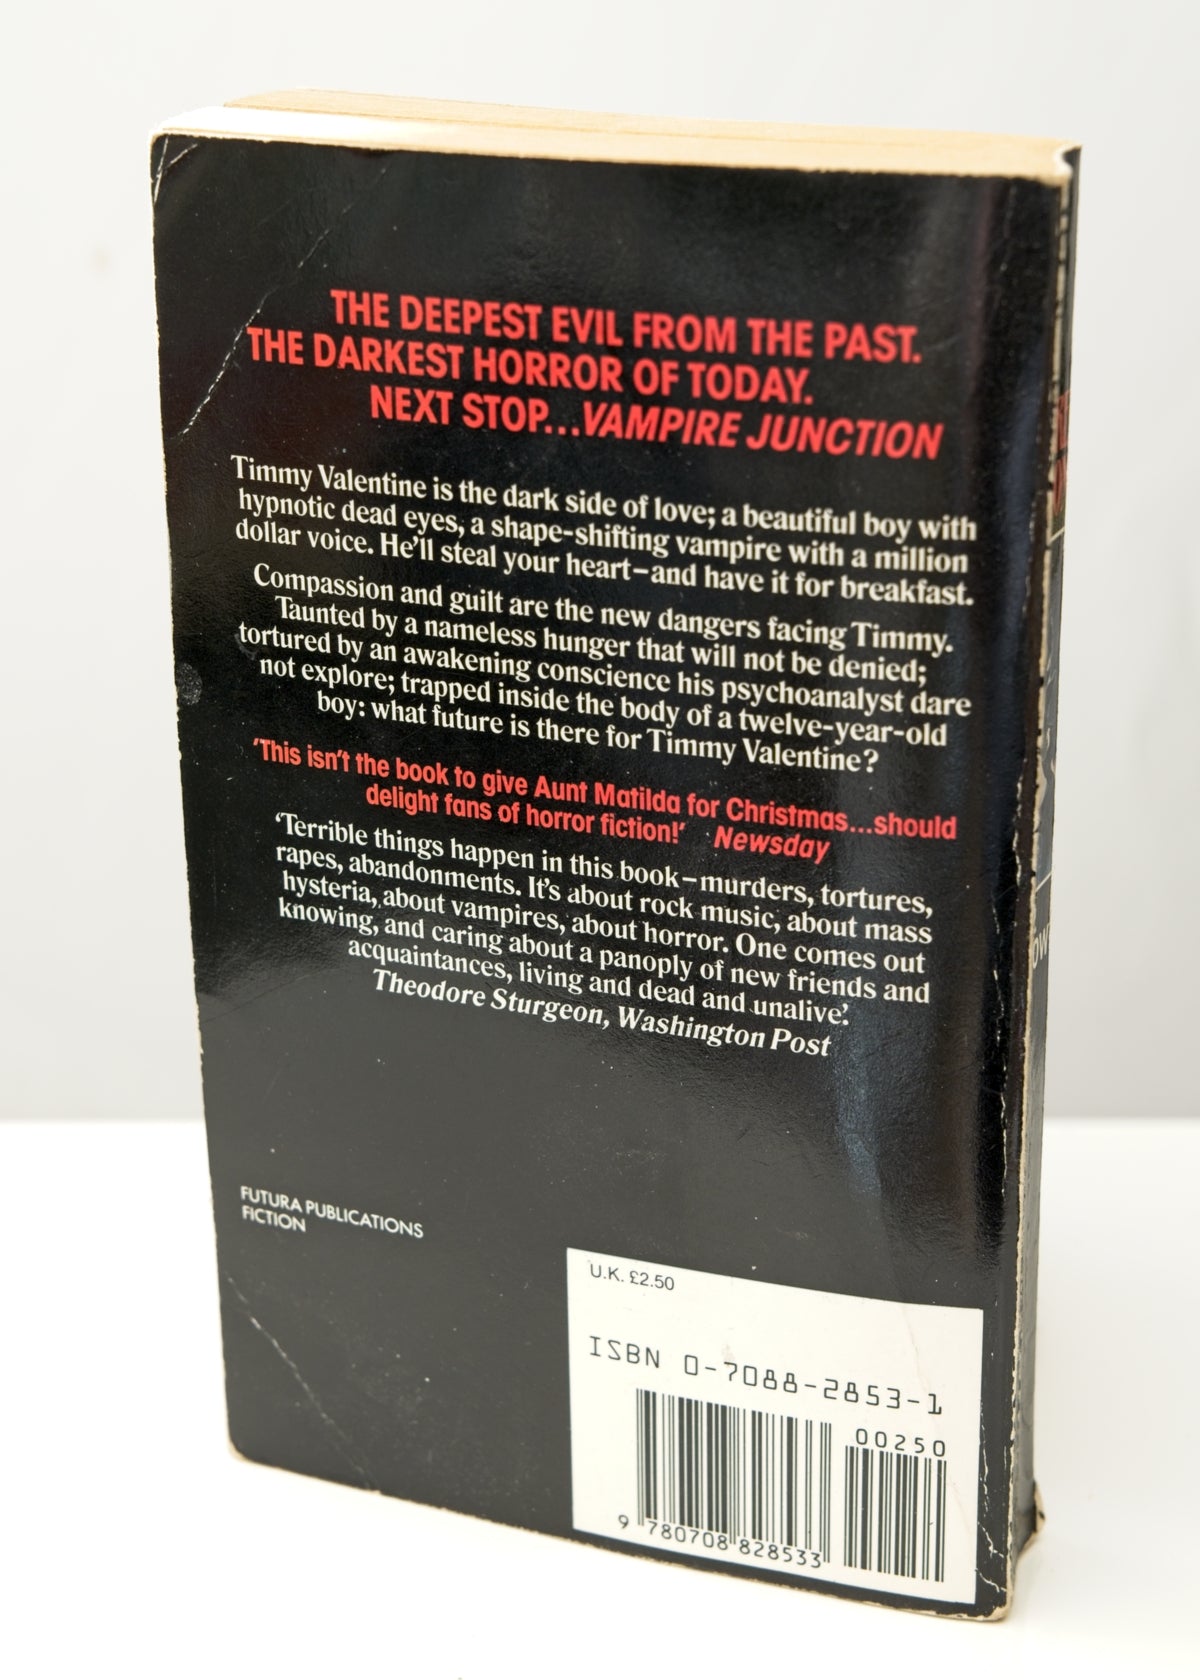 THE DEEPEST EVIL FROM THE PAST.
THE DARKEST HORROR OF TODAY.
NEXT STOP...VAMPIRE JUNCTION
Timmy Valentine is the dark side of love; a beautiful boy with
hypnotic dead eyes, a shape-shifting vampire with a million
dollar voice. He'll steal your heart–and have it for breakfast.
Compassion and guilt are the new dangers facing Timmy.
Taunted by a nameless hunger that will not be denied;
tortured by an awakening conscience his psychoanalyst dare
not explore; trapped inside the body of a twelve-year-old
boy: what future is there for Timmy Valentine?
'This isn't the book to give Aunt Matilda for Christmas...should
delight fans of horror fiction!' Newsday
'Terrible things happen in this book–murders, tortures,
rapes, abandonments. It's about rock music, about mass
hysteria, about vampires, about horror. One comes out
knowing, and caring about a panoply of new friends and
acquaintances, living and dead and unalive.'
Theodore Sturgeon, Washington Post
FUTURA PUBLICATIONS
FICTION
U.K. £2.50
ISBN 0-7088-2853-1
00250
9 780708 828533